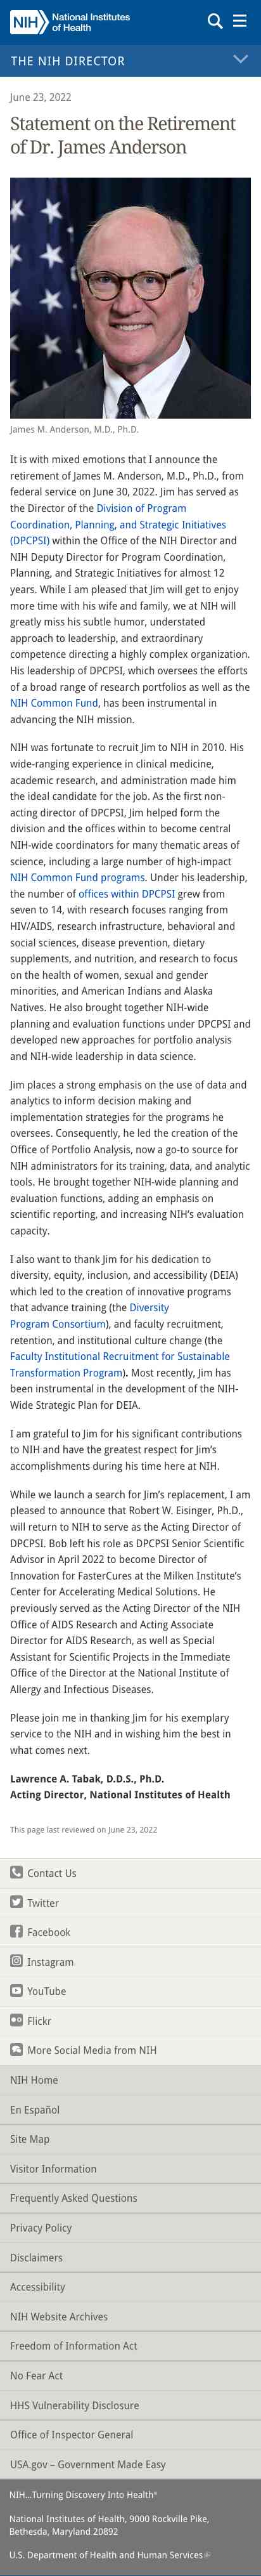 NIH
National Institutes
of Health
THE NIH DIRECTOR
June 23, 2022
Statement on the Retirement
of Dr. James Anderson
James M. Anderson, M.D., Ph.D.
It is with mixed emotions that I announce the
retirement of James M. Anderson, M.D., Ph.D., from
federal service on June 30, 2022. Jim has served as
the Director of the Division of Program
Coordination, Planning, and Strategic Initiatives
(DPCPSI) within the Office of the NIH Director and
NIH Deputy Director for Program Coordination,
Planning, and Strategic Initiatives for almost 12
years. While I am pleased that Jim will get to enjoy
more time with his wife and family, we at NIH will
greatly miss his subtle humor, understated
approach to leadership, and extraordinary
competence directing a highly complex organization.
His leadership of DPCPSI, which oversees the efforts
of a broad range of research portfolios as well as the
NIH Common Fund, has been instrumental in
advancing the NIH mission.
NIH was fortunate to recruit Jim to NIH in 2010. His
wide-ranging experience in clinical medicine,
academic research, and administration made him
the ideal candidate for the job. As the first non-
acting director of DPCPSI, Jim helped form the
division and the offices within to become central
NIH-wide coordinators for many thematic areas of
science, including a large number of high-impact
NIH Common Fund programs. Under his leadership,
the number of offices within DPCPSI grew from
seven to 14, with research focuses ranging from
HIV/AIDS, research infrastructure, behavioral and
social sciences, disease prevention, dietary
supplements, and nutrition, and research to focus
on the health of women, sexual and gender
minorities, and American Indians and Alaska
Natives. He also brought together NIH-wide
planning and evaluation functions under DPCPSI and
developed new approaches for portfolio analysis
and NIH-wide leadership in data science.
Jim places a strong emphasis on the use of data and
analytics to inform decision making and
implementation strategies for the programs he
oversees. Consequently, he led the creation of the
Office of Portfolio Analysis, now a go-to source for
NIH administrators for its training, data, and analytic
tools. He brought together NIH-wide planning and
evaluation functions, adding an emphasis on
scientific reporting, and increasing NIH's evaluation
capacity.
I also want to thank Jim for his dedication to
diversity, equity, inclusion, and accessibility (DEIA)
which led to the creation of innovative programs
that advance training (the Diversity
Program Consortium), and faculty recruitment,
retention, and institutional culture change (the
Faculty Institutional Recruitment for Sustainable
Transformation Program). Most recently, Jim has
been instrumental in the development of the NIH-
Wide Strategic Plan for DEIA.
I am grateful to Jim for his significant contributions
to NIH and have the greatest respect for Jim's
accomplishments during his time here at NIH.
While we launch a search for Jim's replacement, I am
pleased to announce that Robert W. Eisinger, Ph.D.,
will return to NIH to serve as the Acting Director of
DPCPSI. Bob left his role as DPCPSI Senior Scientific
Advisor in April 2022 to become Director of
Innovation for FasterCures at the Milken Institute's
Center for Accelerating Medical Solutions. He
previously served as the Acting Director of the NIH
Office of AIDS Research and Acting Associate
Director for AIDS Research, as well as Special
Assistant for Scientific Projects in the Immediate
Office of the Director at the National Institute of
Allergy and Infectious Diseases.
Please join me in thanking Jim for his exemplary
service to the NIH and in wishing him the best in
what comes next.
Lawrence A. Tabak, D.D.S., Ph.D.
Acting Director, National Institutes of Health
This page last reviewed on June 23, 2022
Contact Us
Twitter
Facebook
Instagram
YouTube
Flickr
More Social Media from NIH
NIH Home
En Español
Site Map
Visitor Information
Frequently Asked Questions
Privacy Policy
Disclaimers
Accessibility
NIH Website Archives
Freedom of Information Act
No Fear Act
HHS Vulnerability Disclosure
Office of Inspector General
USA.gov – Government Made Easy
NIH…Turning Discovery Into Health®
National Institutes of Health, 9000 Rockville Pike,
Bethesda, Maryland 20892
U.S. Department of Health and Human Services